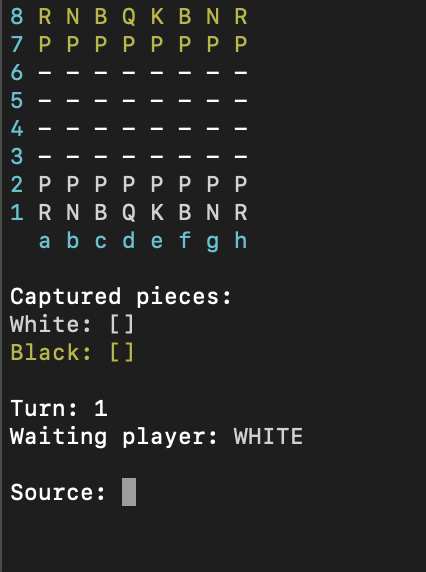 8 R N B Q K B N R
7 P P P P P P P P
6 - - - - - - - -
5 - - - - - - - -
4 - - - - - - - -
3 - - - - - - - -
2 P P P P P P P P
1 R N B Q K B N R
a b c d e f g h
Captured pieces:
White: []
Black: []
Turn: 1
Waiting player: WHITE
Source: